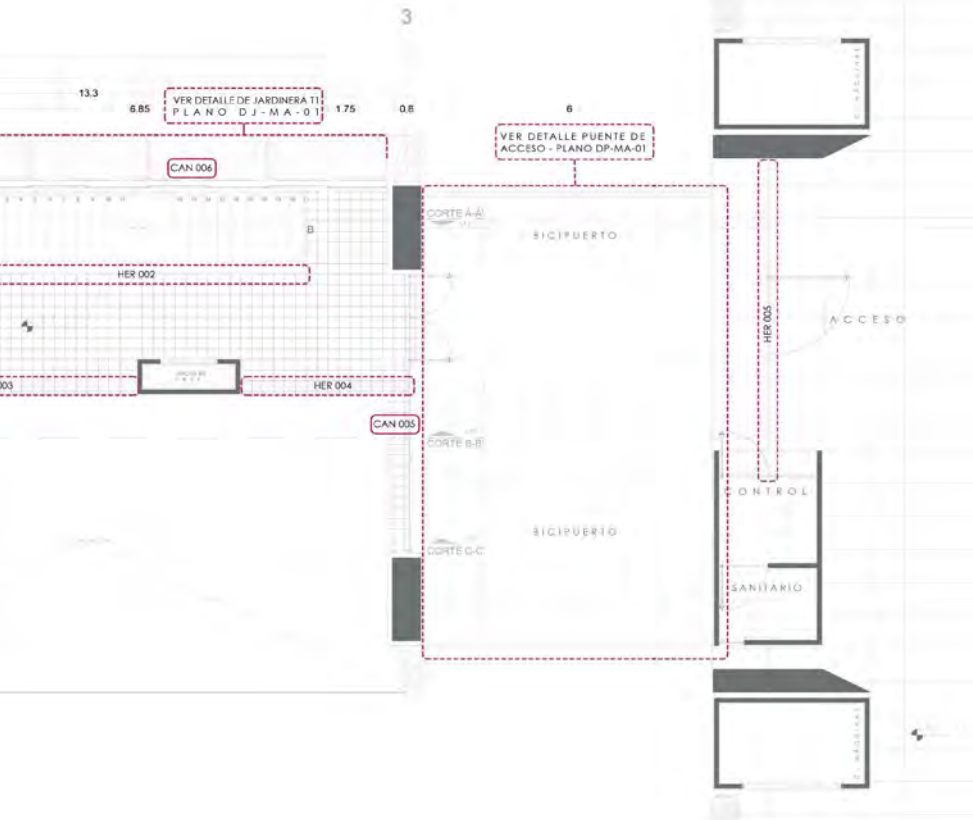 3
13.3
6.85
VER DETALLE DE JARDINERA T1
PLANO DJ-MA-01
1.75
0.8
6
VER DETALLE PUENTE DE
ACCESO - PLANO DP-MA-01
CAN 006
CORTE A-A'
BICIPUERTO
B
HER 002
HER 005
ACCESO
003
HER 004
CAN 005
CORTE B-B'
CONTROL
BICIPUERTO
CORTE C-C'
SANITARIO
C. MÁQUINAS